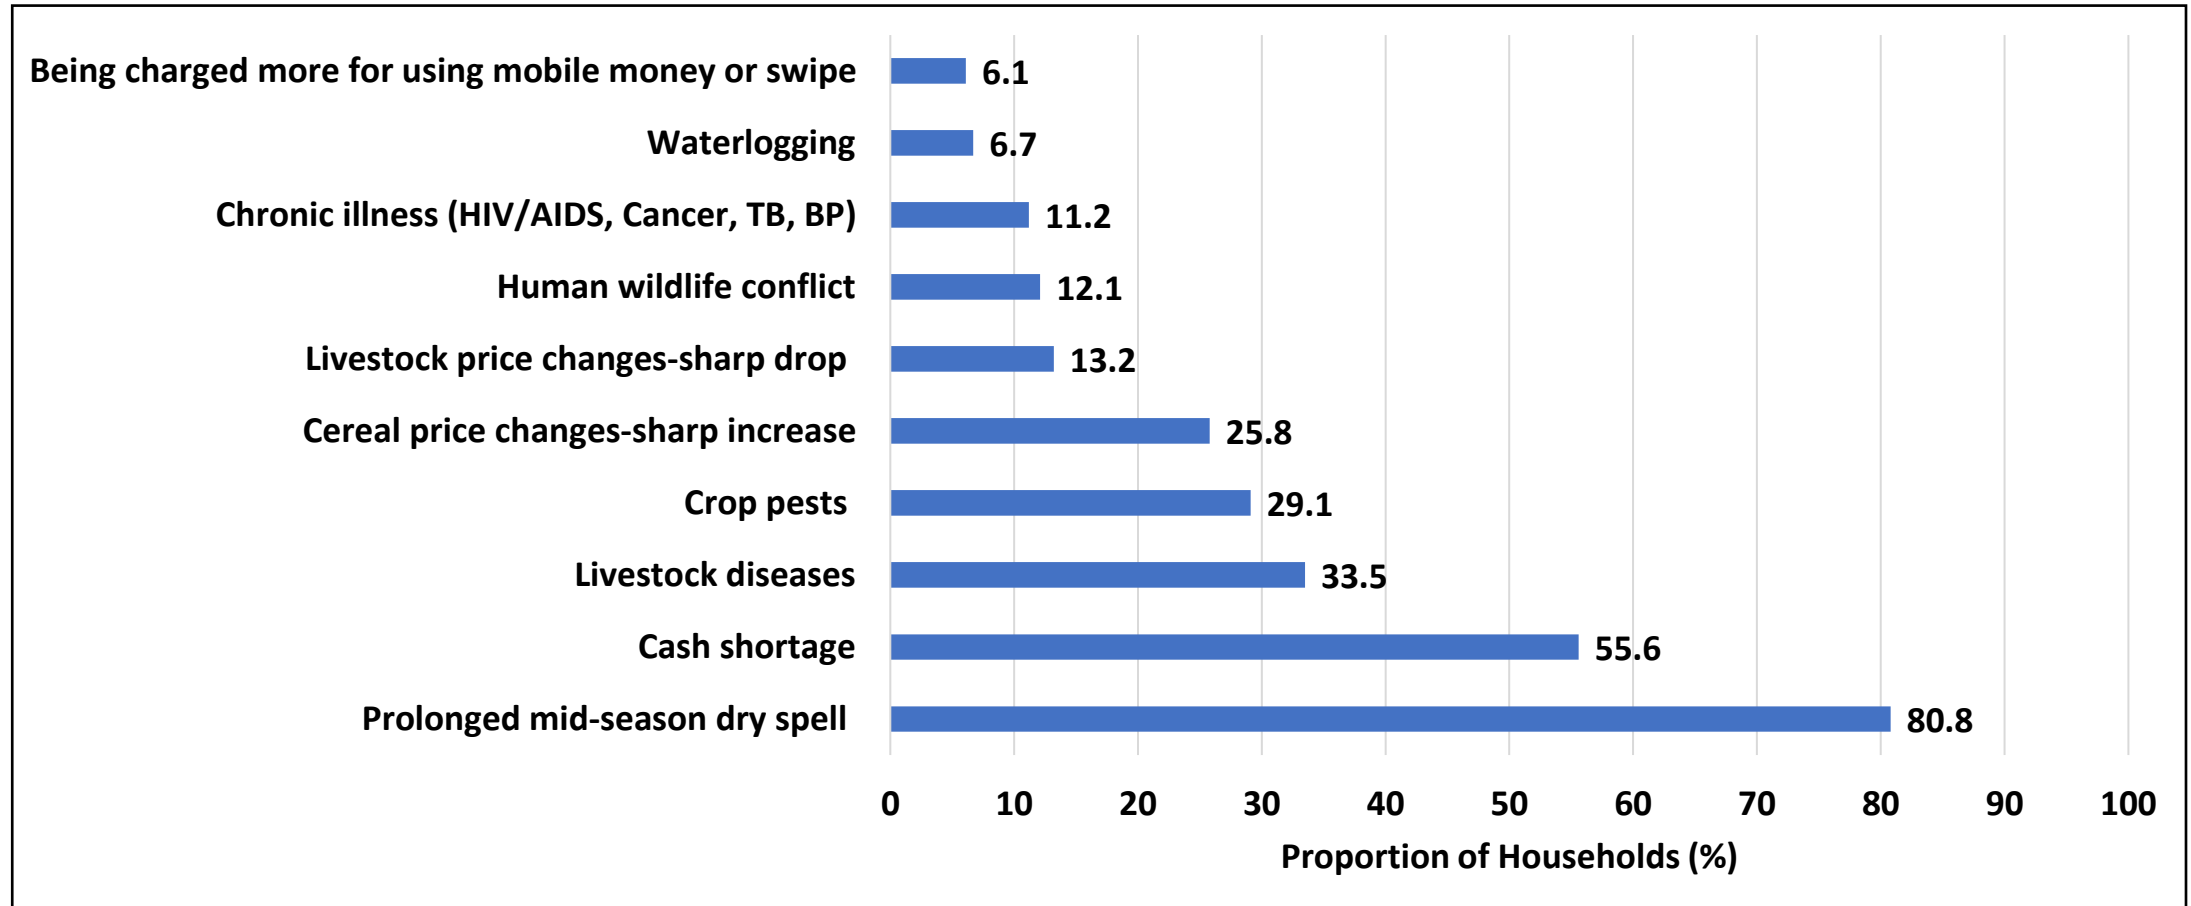 Being charged more for using mobile money or swipe 6.1
Waterlogging 6.7
Chronic illness (HIV/AIDS, Cancer, TB, BP) 11.2
Human wildlife conflict 12.1
Livestock price changes-sharp drop 13.2
Cereal price changes-sharp increase 25.8
Crop pests 29.1
Livestock diseases 33.5
Cash shortage 55.6
Prolonged mid-season dry spell 80.8
0 10 20 30 40 50 60 70 80 90 100
Proportion of Households (%)